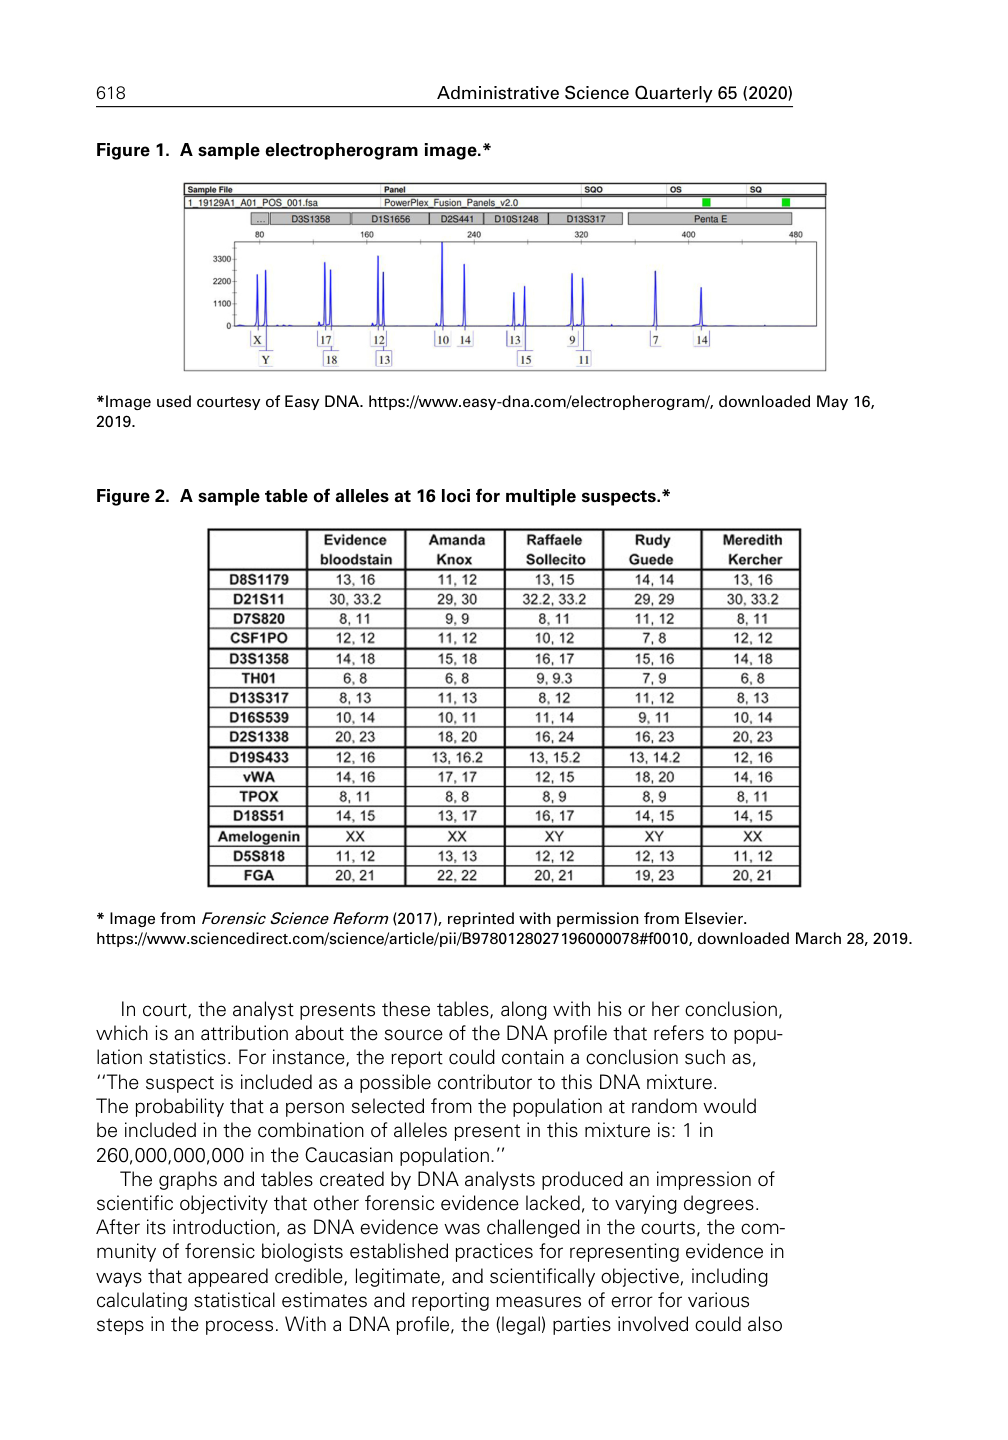 618
Administrative Science Quarterly 65 (2020)
Figure 1. A sample electropherogram image.*
Sample File Panel SQO OS SQ
1_19129A1_A01_POS_001.fsa PowerPlex_Fusion_Panels_v2.0
... D3S1358 D1S1656 D2S441 D10S1248 D13S317 Penta E
80 160 240 320 400 480
3300
2200
1100
0
X 17 12 10 14 13 9 7 14
Y 18 13 15 11
*Image used courtesy of Easy DNA. https://www.easy-dna.com/electropherogram/, downloaded May 16,
2019.
Figure 2. A sample table of alleles at 16 loci for multiple suspects.*
Evidence Amanda Raffaele Rudy Meredith
bloodstain Knox Sollecito Guede Kercher
D8S1179 13, 16 11, 12 13, 15 14, 14 13, 16
D21S11 30, 33.2 29, 30 32.2, 33.2 29, 29 30, 33.2
D7S820 8, 11 9, 9 8, 11 11, 12 8, 11
CSF1PO 12, 12 11, 12 10, 12 7, 8 12, 12
D3S1358 14, 18 15, 18 16, 17 15, 16 14, 18
TH01 6, 8 6, 8 9, 9.3 7, 9 6, 8
D13S317 8, 13 11, 13 8, 12 11, 12 8, 13
D16S539 10, 14 10, 11 11, 14 9, 11 10, 14
D2S1338 20, 23 18, 20 16, 24 16, 23 20, 23
D19S433 12, 16 13, 16.2 13, 15.2 13, 14.2 12, 16
vWA 14, 16 17, 17 12, 15 18, 20 14, 16
TPOX 8, 11 8, 8 8, 9 8, 9 8, 11
D18S51 14, 15 13, 17 16, 17 14, 15 14, 15
Amelogenin XX XX XY XY XX
D5S818 11, 12 13, 13 12, 12 12, 13 11, 12
FGA 20, 21 22, 22 20, 21 19, 23 20, 21
* Image from Forensic Science Reform (2017), reprinted with permission from Elsevier.
https://www.sciencedirect.com/science/article/pii/B9780128027196000078#f0010, downloaded March 28, 2019.
In court, the analyst presents these tables, along with his or her conclusion,
which is an attribution about the source of the DNA profile that refers to popu-
lation statistics. For instance, the report could contain a conclusion such as,
''The suspect is included as a possible contributor to this DNA mixture.
The probability that a person selected from the population at random would
be included in the combination of alleles present in this mixture is: 1 in
260,000,000,000 in the Caucasian population.''
The graphs and tables created by DNA analysts produced an impression of
scientific objectivity that other forensic evidence lacked, to varying degrees.
After its introduction, as DNA evidence was challenged in the courts, the com-
munity of forensic biologists established practices for representing evidence in
ways that appeared credible, legitimate, and scientifically objective, including
calculating statistical estimates and reporting measures of error for various
steps in the process. With a DNA profile, the (legal) parties involved could also